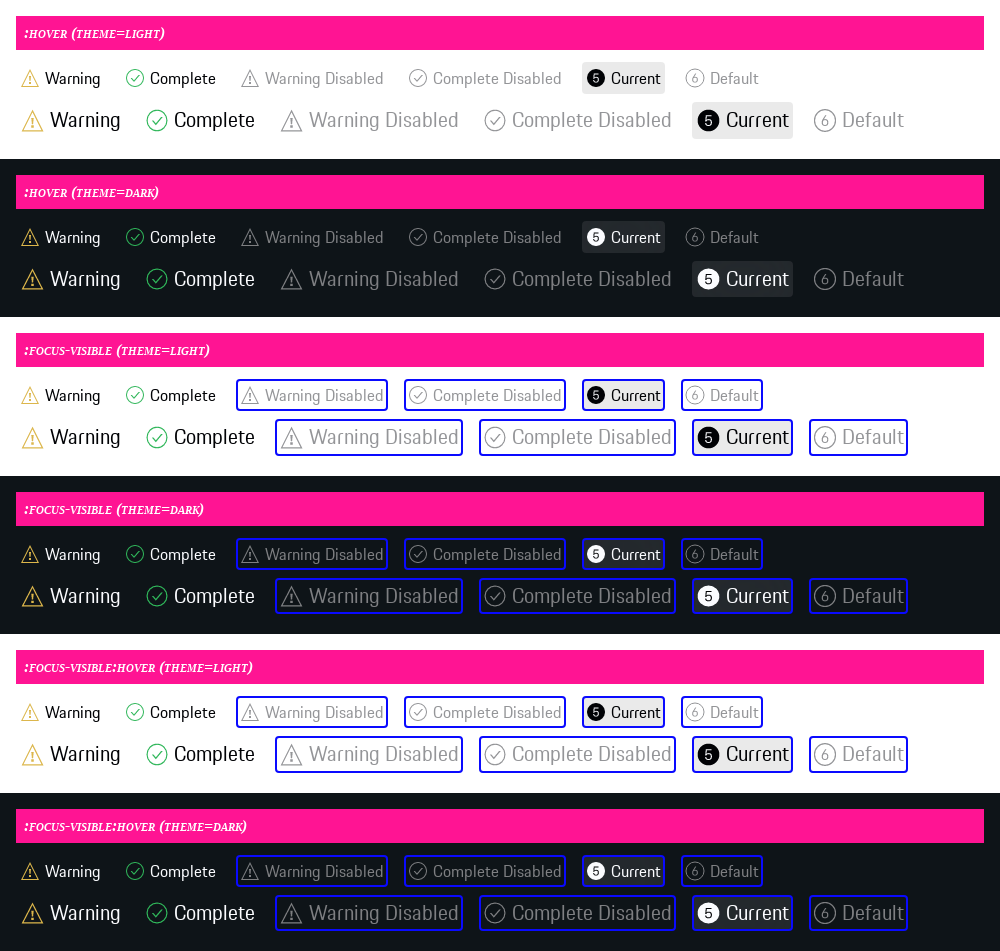 :hover (theme=light)
Warning Complete Warning Disabled Complete Disabled 5 Current 6 Default
Warning Complete Warning Disabled Complete Disabled 5 Current 6 Default
:hover (theme=dark)
Warning Complete Warning Disabled Complete Disabled 5 Current 6 Default
Warning Complete Warning Disabled Complete Disabled 5 Current 6 Default
:focus-visible (theme=light)
Warning Complete Warning Disabled Complete Disabled 5 Current 6 Default
Warning Complete Warning Disabled Complete Disabled 5 Current 6 Default
:focus-visible (theme=dark)
Warning Complete Warning Disabled Complete Disabled 5 Current 6 Default
Warning Complete Warning Disabled Complete Disabled 5 Current 6 Default
:focus-visible:hover (theme=light)
Warning Complete Warning Disabled Complete Disabled 5 Current 6 Default
Warning Complete Warning Disabled Complete Disabled 5 Current 6 Default
:focus-visible:hover (theme=dark)
Warning Complete Warning Disabled Complete Disabled 5 Current 6 Default
Warning Complete Warning Disabled Complete Disabled 5 Current 6 Default